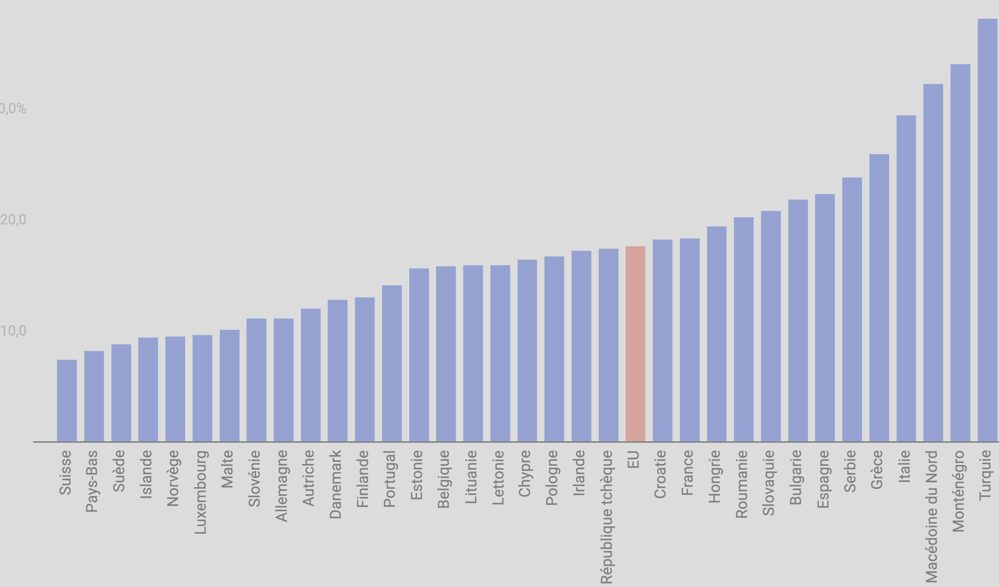 0,0%
20,0
10,0
Suisse
Pays-Bas
Suède
Islande
Norvège
Luxembourg
Malte
Slovénie
Allemagne
Autriche
Danemark
Finlande
Portugal
Estonie
Belgique
Lituanie
Lettonie
Chypre
Pologne
Irlande
République tchèque
EU
Croatie
France
Hongrie
Roumanie
Slovaquie
Bulgarie
Espagne
Serbie
Grèce
Italie
Macédoine du Nord
Monténégro
Turquie